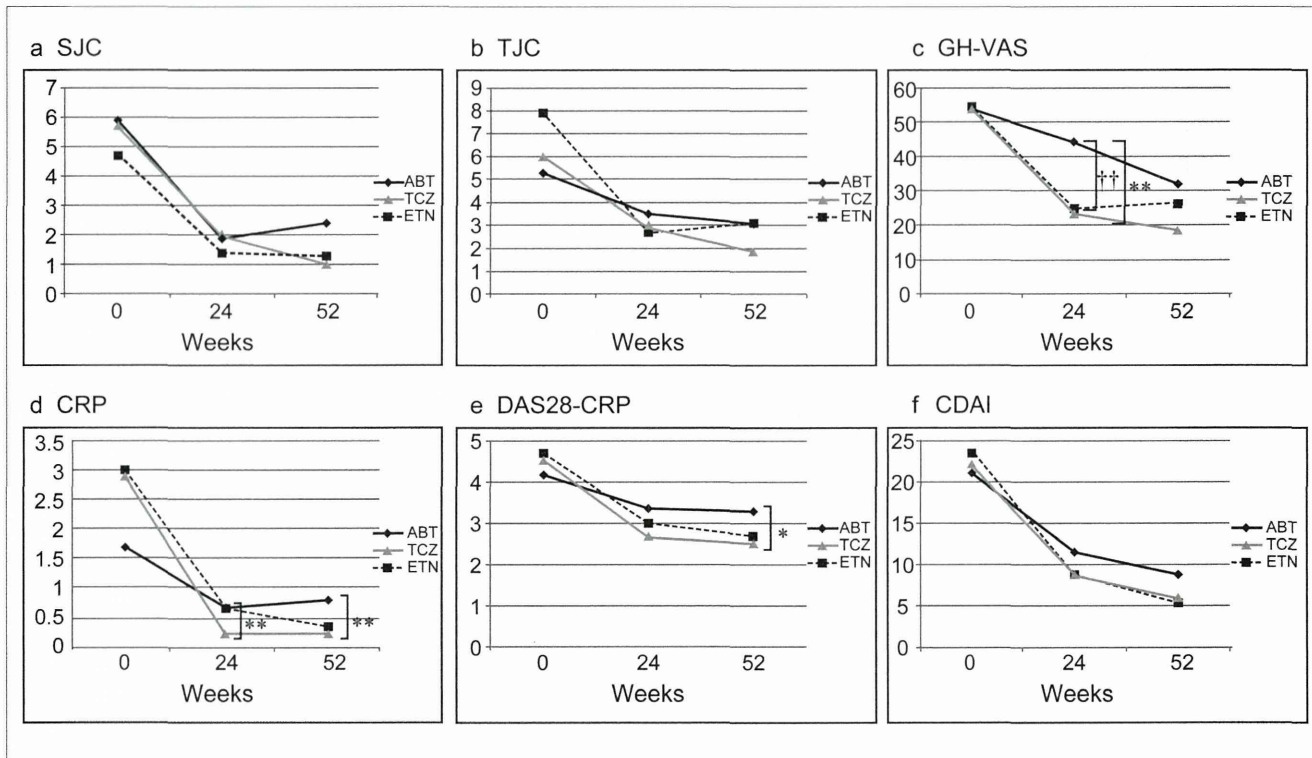 a SJC
7
6
5
4
3
2
1
0
0 24 52
Weeks
ABT
TCZ
ETN
b TJC
9
8
7
6
5
4
3
2
1
0
0 24 52
Weeks
ABT
TCZ
ETN
c GH-VAS
60
50
40
30
20
10
0
†† **
0 24 52
Weeks
ABT
TCZ
ETN
d CRP
3.5
3
2.5
2
1.5
1
0.5
0
** **
0 24 52
Weeks
ABT
TCZ
ETN
e DAS28-CRP
5
4
3
2
1
0
*
0 24 52
Weeks
ABT
TCZ
ETN
f CDAI
25
20
15
10
5
0
0 24 52
Weeks
ABT
TCZ
ETN